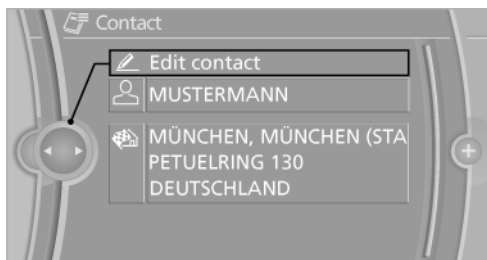 Contact
Edit contact
MUSTERMANN
MÜNCHEN, MÜNCHEN (STA
PETUELRING 130
DEUTSCHLAND